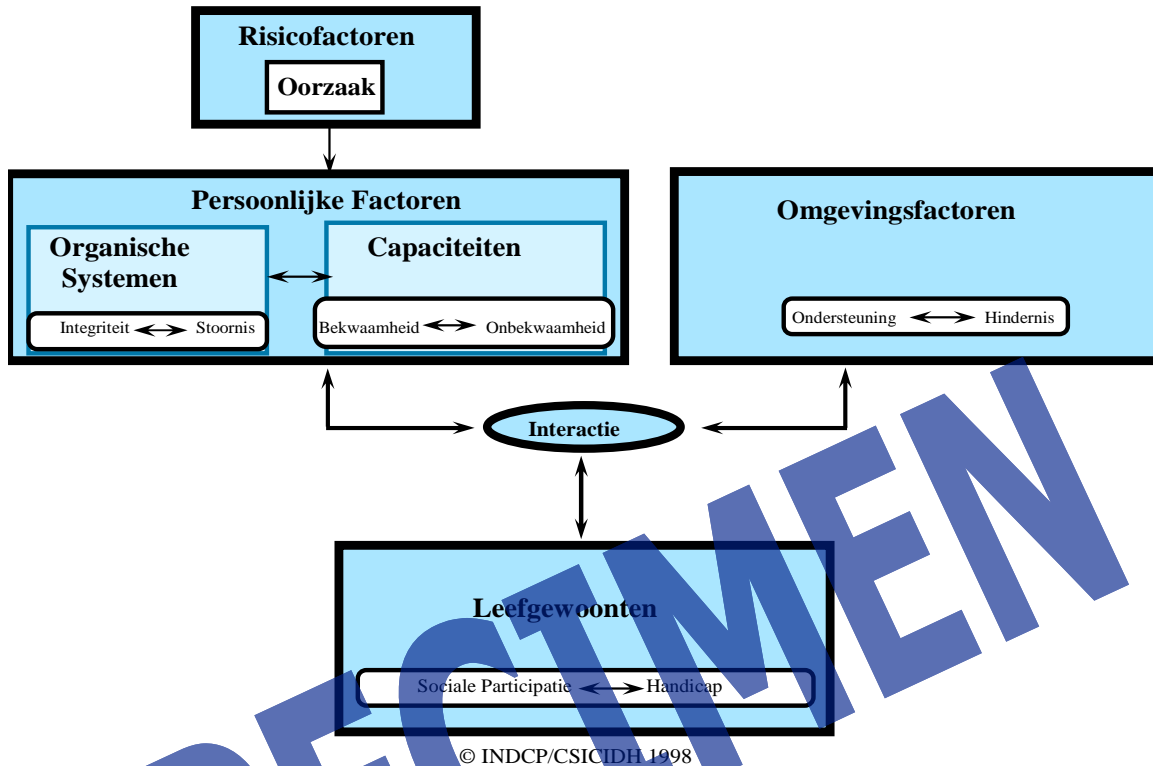 Risicofactoren
Oorzaak
Persoonlijke Factoren
Organische
Systemen
Capaciteiten
Integriteit
Stoornis
Bekwaamheid
Onbekwaamheid
Omgevingsfactoren
Ondersteuning
Hindernis
Interactie
Leefgewoonten
Sociale Participatie
Handicap
© INDCP/CSICIDH 1998
PECIMEN